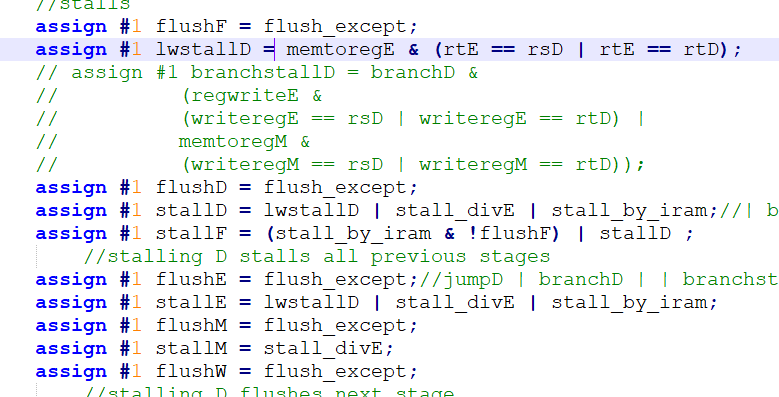 //stalls
assign #1 flushF = flush_except;
assign #1 lwstallD = memtoregE & (rtE == rsD | rtE == rtD);
// assign #1 branchstallD = branchD &
// (regwriteE &
// (writeregE == rsD | writeregE == rtD) |
// memtoregM &
// (writeregM == rsD | writeregM == rtD));
assign #1 flushD = flush_except;
assign #1 stallD = lwstallD | stall_divE | stall_by_iram;//| b
assign #1 stallF = (stall_by_iram & !flushF) | stallD ;
//stalling D stalls all previous stages
assign #1 flushE = flush_except;//jumpD | branchD | | branchst
assign #1 stallE = lwstallD | stall_divE | stall_by_iram;
assign #1 flushM = flush_except;
assign #1 stallM = stall_divE;
assign #1 flushW = flush_except;
//stalling D flushes next stage